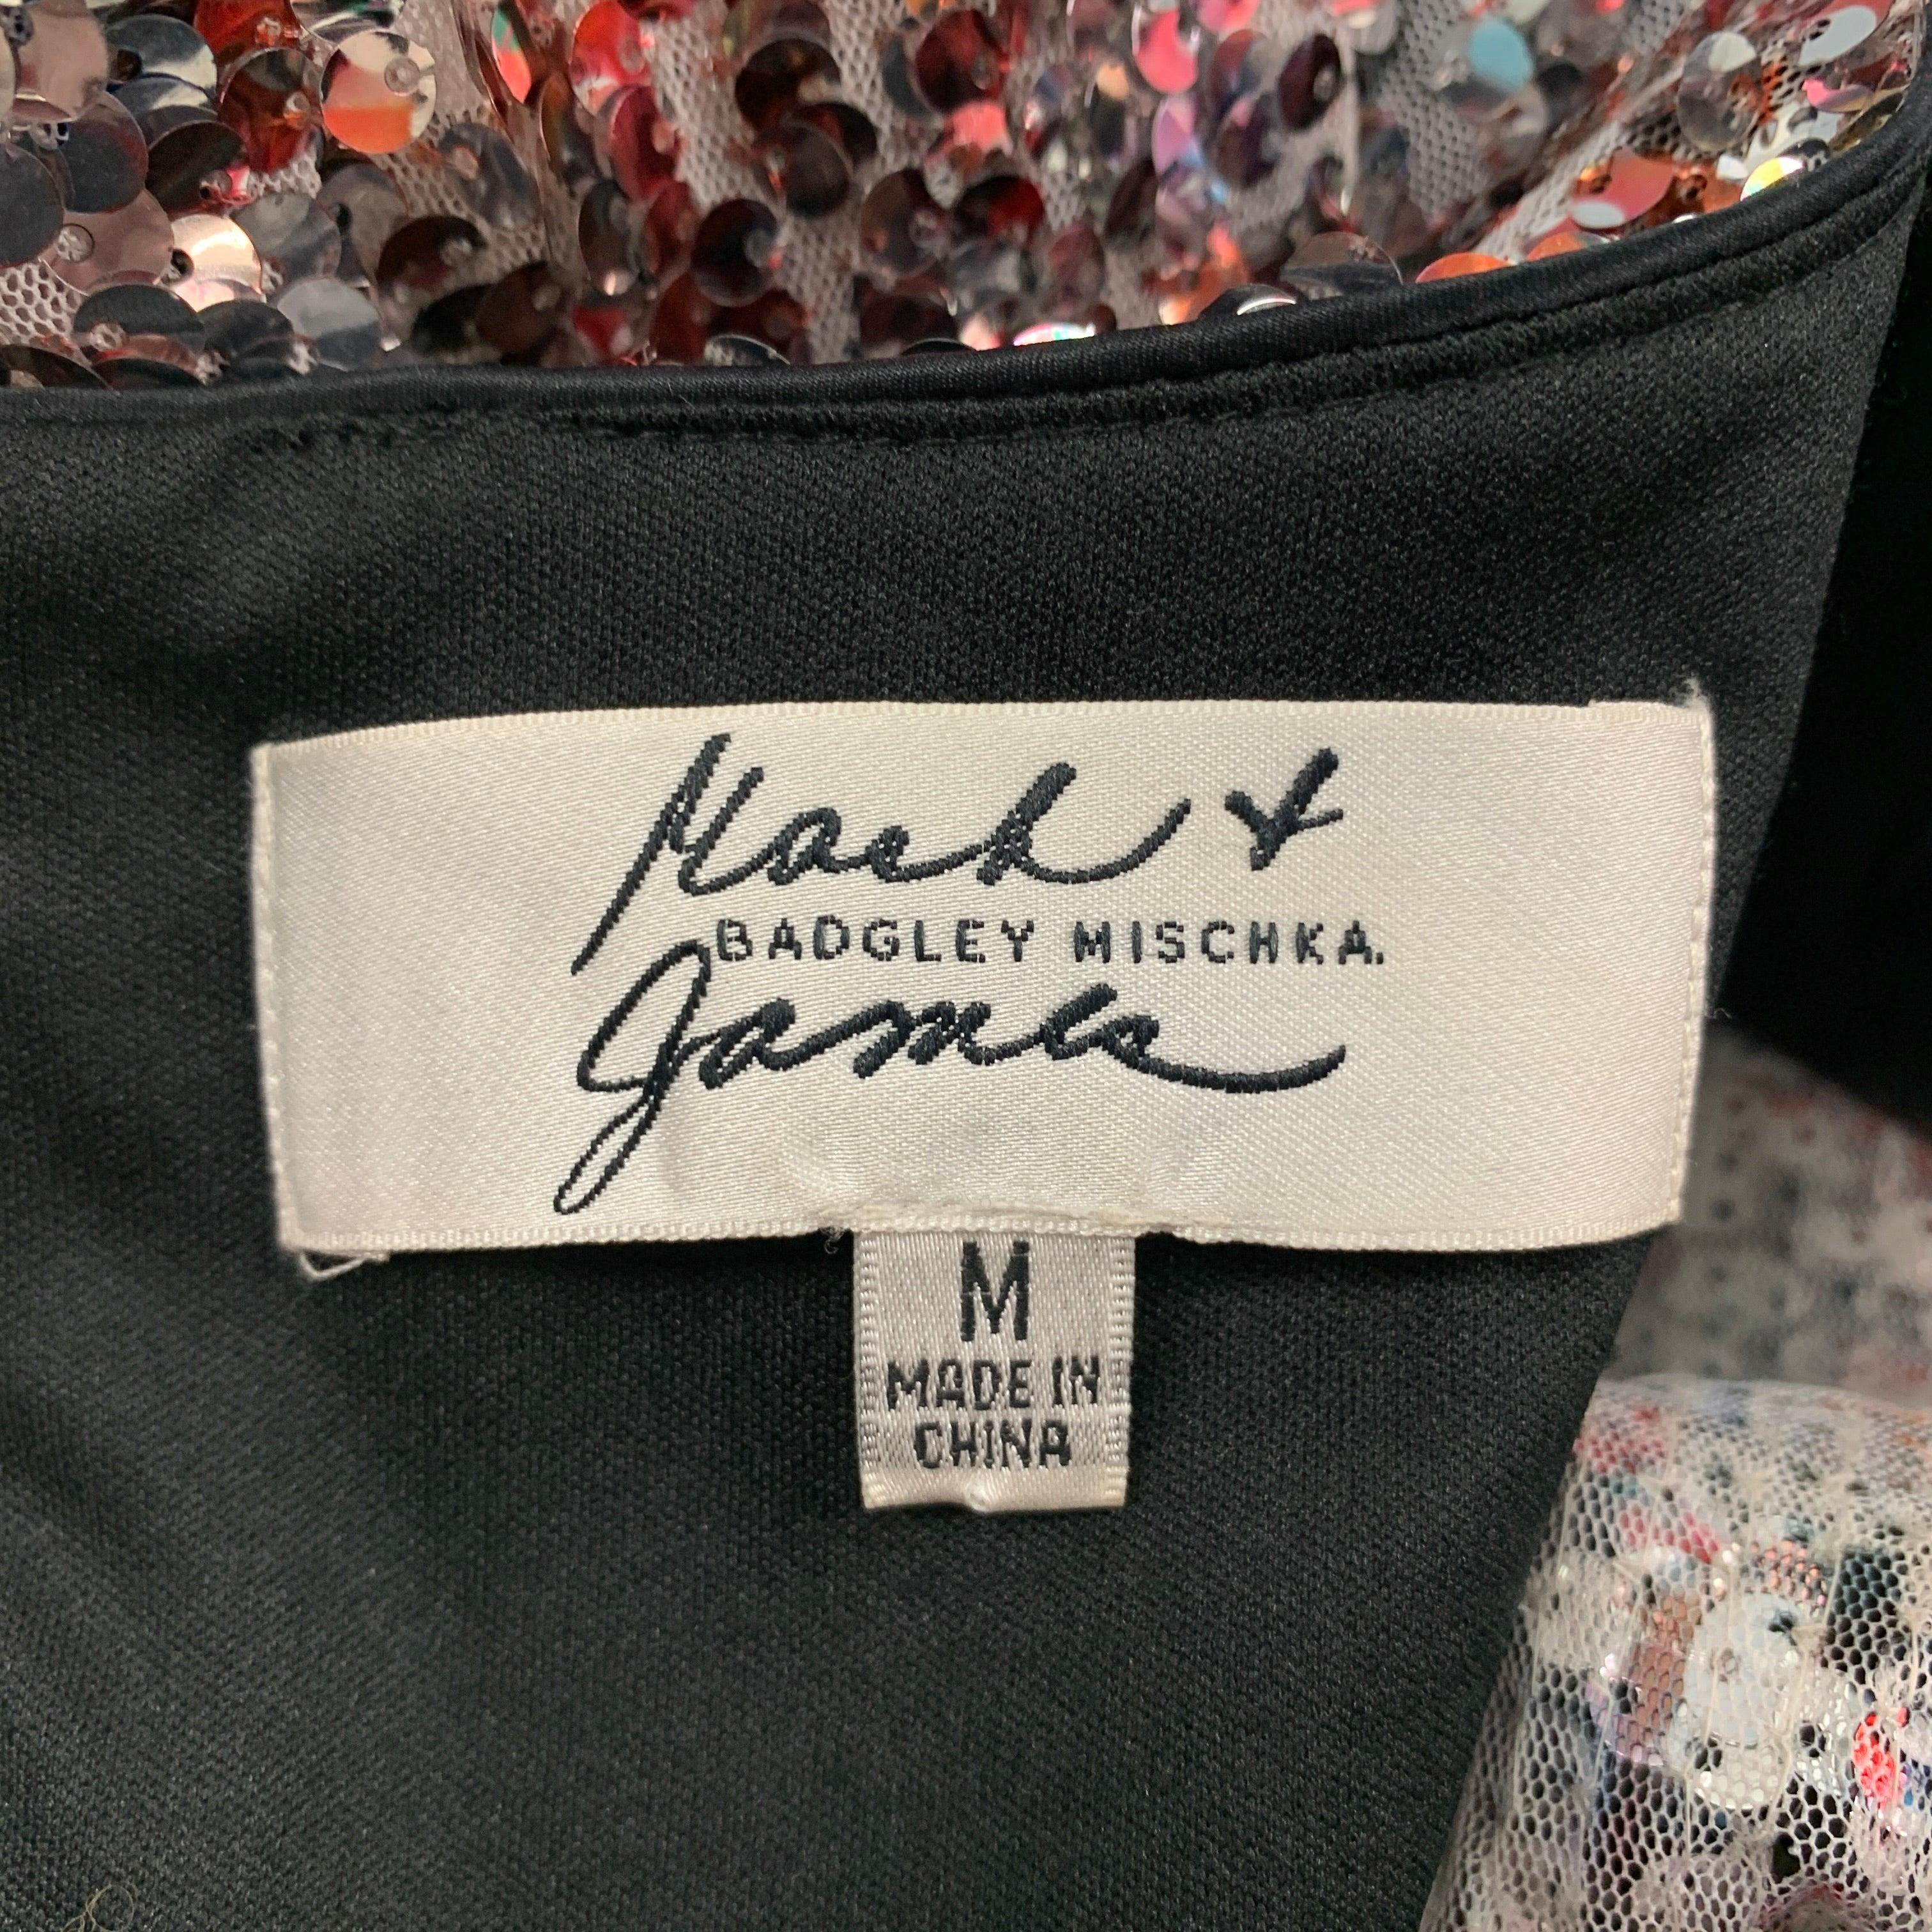 Mark &
BADGLEY MISCHKA.
James
M
MADE IN
CHINA